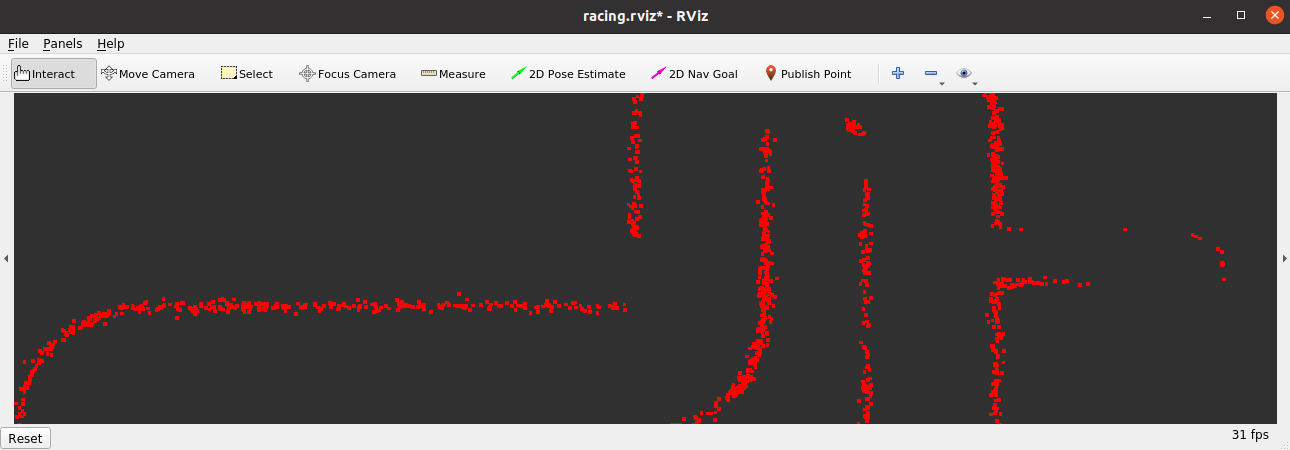 racing.rviz* - RViz
File Panels Help
Interact Move Camera Select Focus Camera Measure 2D Pose Estimate 2D Nav Goal Publish Point
Reset 31 fps